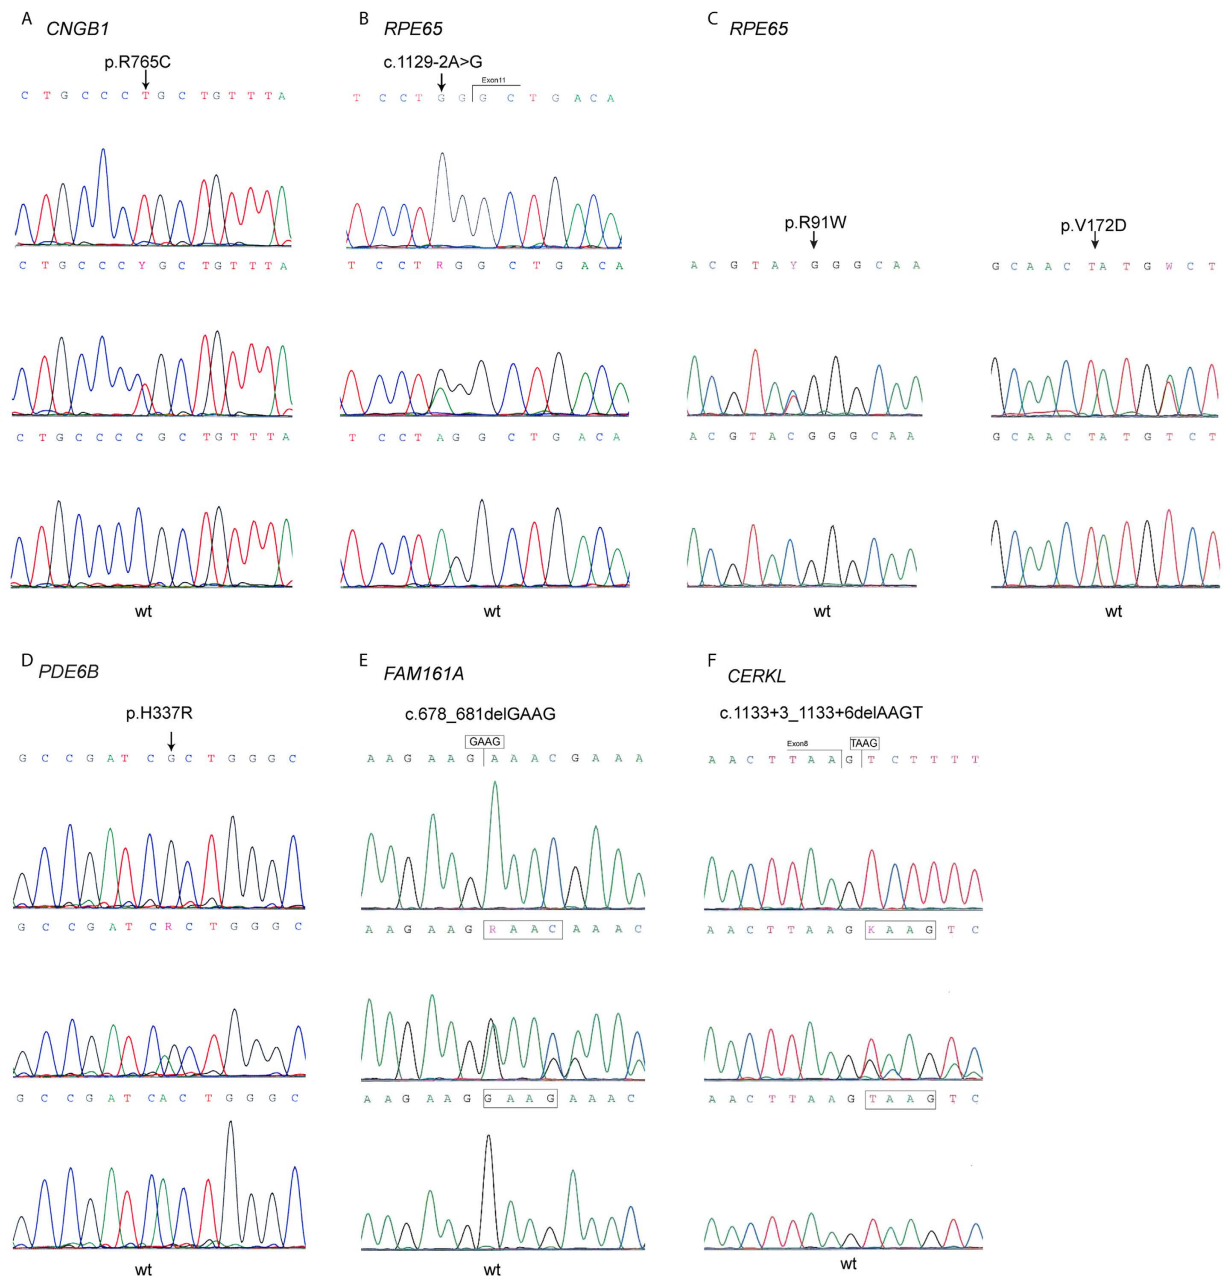 A CNGB1
p.R765C
C T G C C C T G C T G T T T A
C T G C C C Y G C T G T T T A
C T G C C C C G C T G T T T A
wt
B RPE65
c.1129-2A>G
Exon11
T C C T G G G C T G A C A
T C C T R G G C T G A C A
T C C T A G G C T G A C A
wt
C RPE65
p.R91W
A C G T A Y G G G C A A
A C G T A C G G G C A A
wt
p.V172D
G C A A C T A T G W C T
G C A A C T A T G T C T
wt
D PDE6B
p.H337R
G C C G A T C G C T G G G C
G C C G A T C R C T G G G C
G C C G A T C A C T G G G C
wt
E FAM161A
c.678_681delGAAG
GAAG
A A G A A G A A A C G A A A
A A G A A G R A A C A A A C
A A G A A G G A A G A A A C
wt
F CERKL
c.1133+3_1133+6delAAGT
Exon8 TAAG
A A C T T A A G T C T T T T
A A C T T A A G K A A G T C
A A C T T A A G T A A G T C
wt